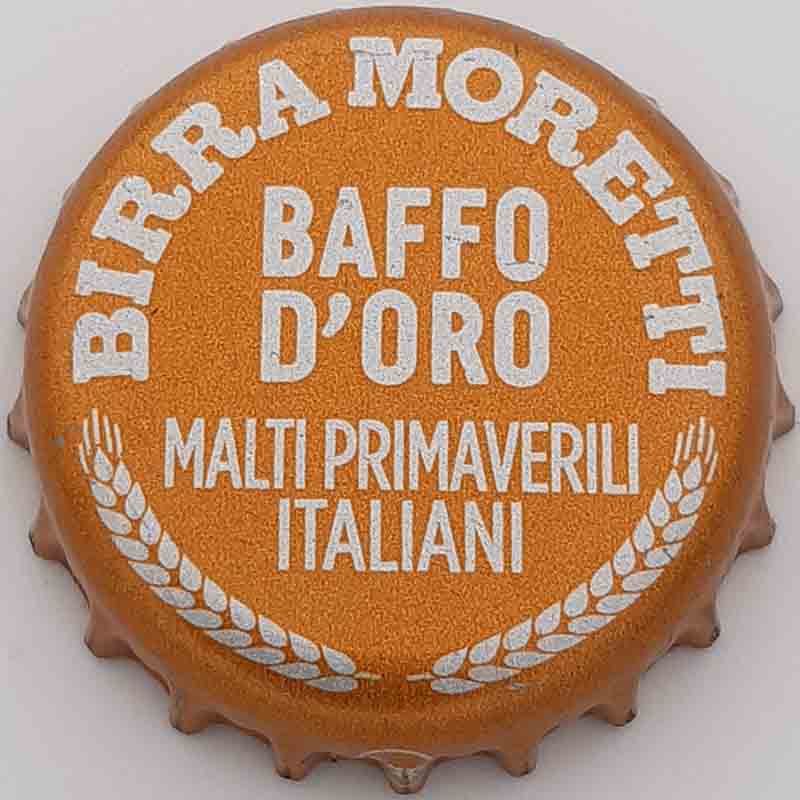 BIRRA MORETTI
BAFFO
D'ORO
MALTI PRIMAVERILI
ITALIANI